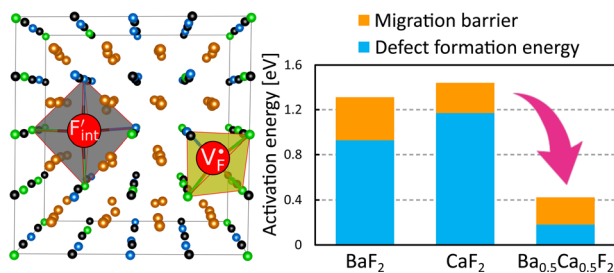 F′int
V•F
Migration barrier
Defect formation energy
Activation energy [eV]
1.6
1.2
0.8
0.4
0
BaF2
CaF2
Ba0.5Ca0.5F2